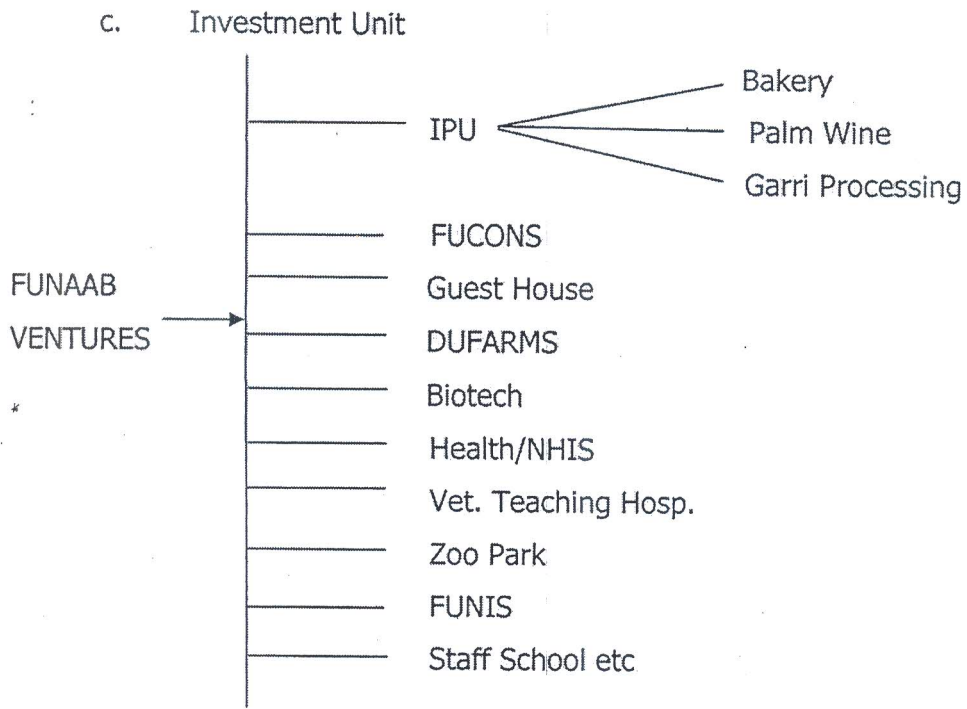 c. Investment Unit
Bakery
IPU
Palm Wine
Garri Processing
FUCONS
FUNAAB
Guest House
VENTURES
DUFARMS
Biotech
Health/NHIS
Vet. Teaching Hosp.
Zoo Park
FUNIS
Staff School etc